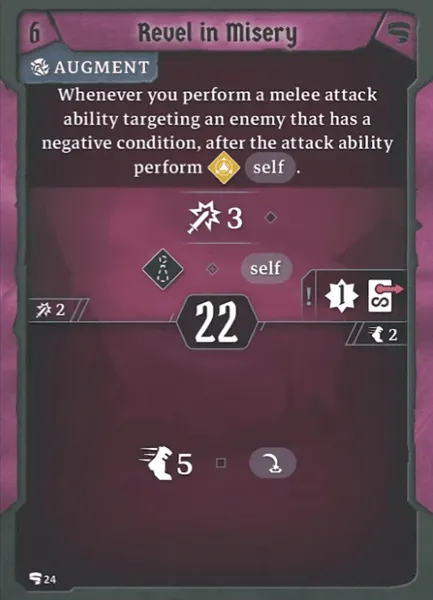 6
Revel in Misery
AUGMENT
Whenever you perform a melee attack
ability targeting an enemy that has a
negative condition, after the attack ability
perform self.
3
self
! 1
2
22
2
5
24